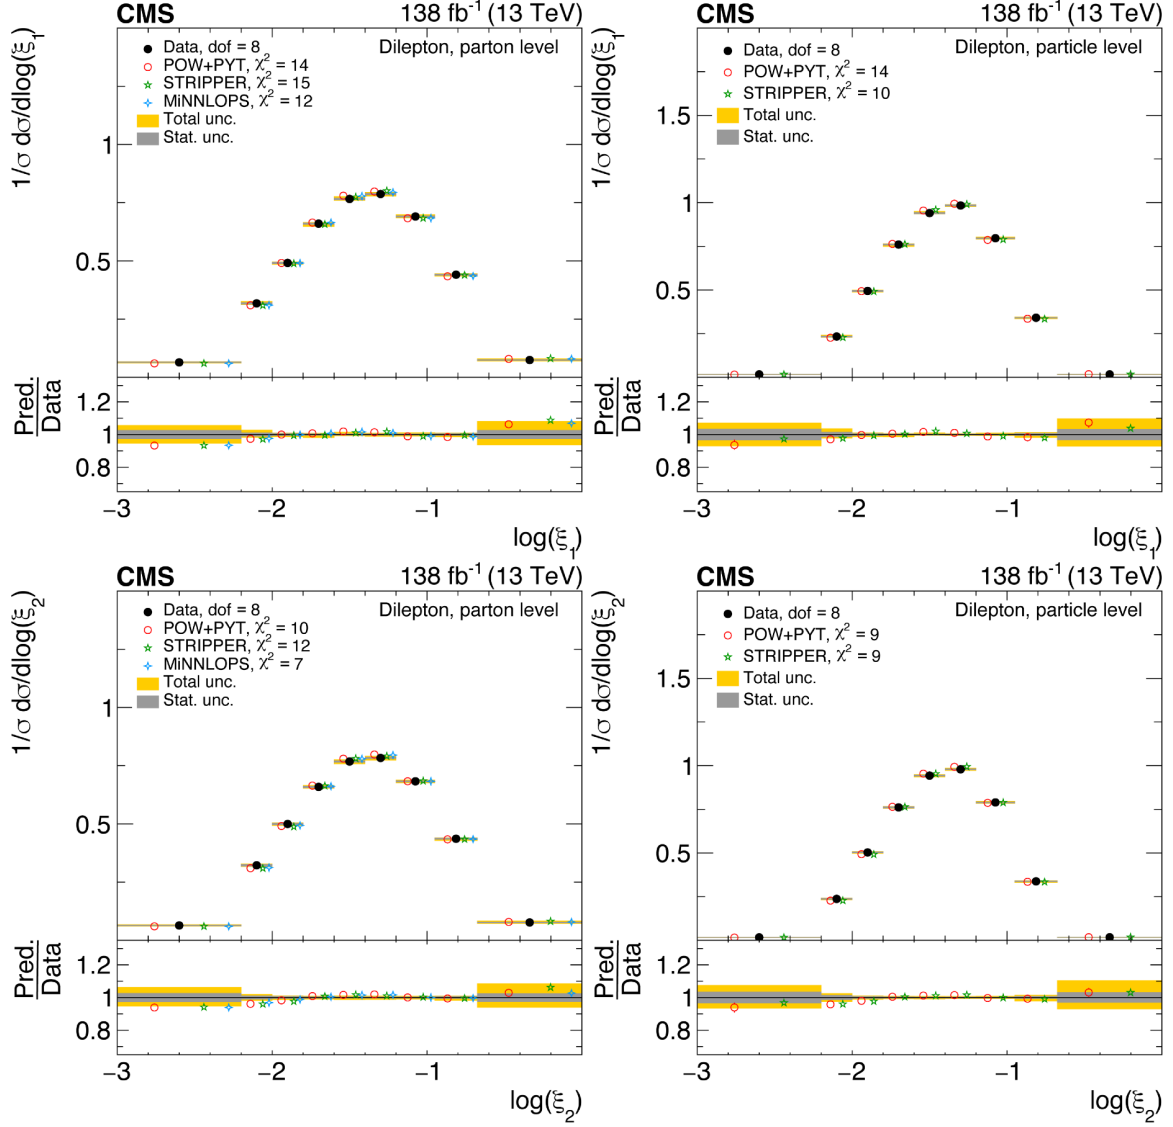 CMS 138 fb⁻¹ (13 TeV)
1/σ dσ/dlog(ξ₁)
Dilepton, parton level
Data, dof = 8
POW+PYT, χ² = 14
STRIPPER, χ² = 15
MiNNLOPS, χ² = 12
Total unc.
Stat. unc.
1
0.5
Pred.
Data
1.2
1
0.8
−3 −2 −1
log(ξ₁)
CMS 138 fb⁻¹ (13 TeV)
1/σ dσ/dlog(ξ₁)
Dilepton, particle level
Data, dof = 8
POW+PYT, χ² = 14
STRIPPER, χ² = 10
Total unc.
Stat. unc.
1.5
1
0.5
Pred.
Data
1.2
1
0.8
−3 −2 −1
log(ξ₁)
CMS 138 fb⁻¹ (13 TeV)
1/σ dσ/dlog(ξ₂)
Dilepton, parton level
Data, dof = 8
POW+PYT, χ² = 10
STRIPPER, χ² = 12
MiNNLOPS, χ² = 7
Total unc.
Stat. unc.
1
0.5
Pred.
Data
1.2
1
0.8
−3 −2 −1
log(ξ₂)
CMS 138 fb⁻¹ (13 TeV)
1/σ dσ/dlog(ξ₂)
Dilepton, particle level
Data, dof = 8
POW+PYT, χ² = 9
STRIPPER, χ² = 9
Total unc.
Stat. unc.
1.5
1
0.5
Pred.
Data
1.2
1
0.8
−3 −2 −1
log(ξ₂)